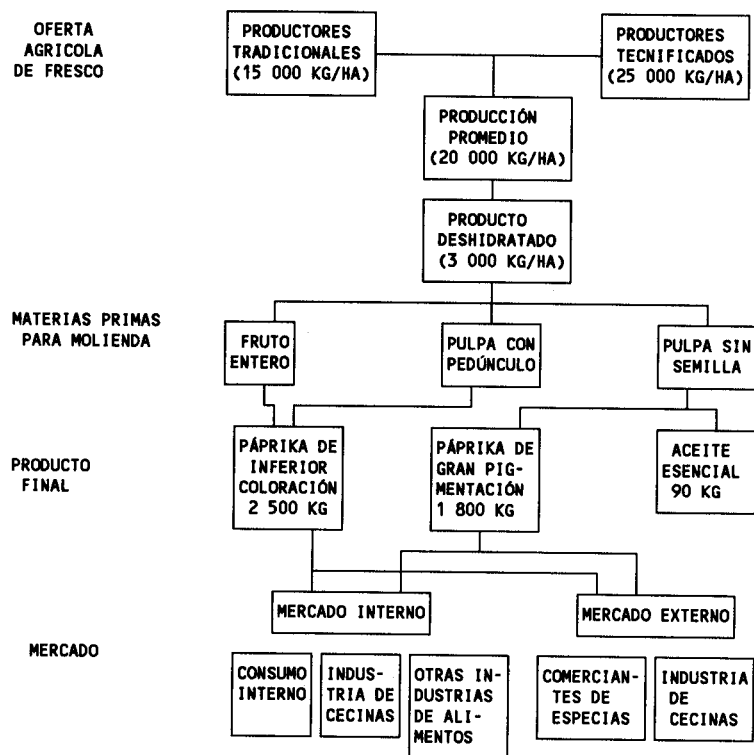 OFERTA
AGRICOLA
DE FRESCO
PRODUCTORES
TRADICIONALES
(15 000 KG/HA)
PRODUCTORES
TECNIFICADOS
(25 000 KG/HA)
PRODUCCIÓN
PROMEDIO
(20 000 KG/HA)
PRODUCTO
DESHIDRATADO
(3 000 KG/HA)
MATERIAS PRIMAS
PARA MOLIENDA
FRUTO
ENTERO
PULPA CON
PEDÚNCULO
PULPA SIN
SEMILLA
PRODUCTO
FINAL
PÁPRIKA DE
INFERIOR
COLORACIÓN
2 500 KG
PÁPRIKA DE
GRAN PIG-
MENTACIÓN
1 800 KG
ACEITE
ESENCIAL
90 KG
MERCADO INTERNO
MERCADO EXTERNO
MERCADO
CONSUMO
INTERNO
INDUS-
TRIA DE
CECINAS
OTRAS IN-
DUSTRIAS
DE ALI-
MENTOS
COMERCIAN-
TES DE
ESPECIAS
INDUSTRIA
DE
CECINAS